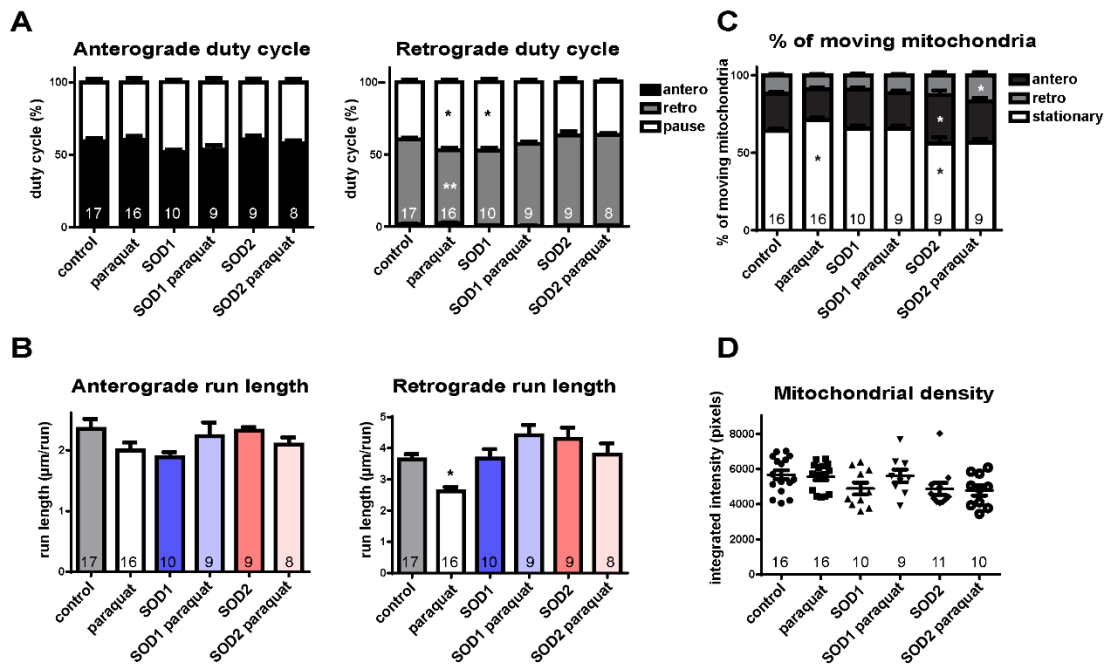 A
Anterograde duty cycle
duty cycle (%)
100
50
0
17 16 10 9 9 8
control paraquat SOD1 SOD1 paraquat SOD2 SOD2 paraquat
Retrograde duty cycle
duty cycle (%)
100
50
0
* *
**
17 16 10 9 9 8
control paraquat SOD1 SOD1 paraquat SOD2 SOD2 paraquat
antero
retro
pause
C
% of moving mitochondria
% of moving mitochondria
100
50
0
*
*
* *
16 16 10 9 9 9
control paraquat SOD1 SOD1 paraquat SOD2 SOD2 paraquat
antero
retro
stationary
B
Anterograde run length
run length (µm/run)
2
1
0
17 16 10 9 9 8
control paraquat SOD1 SOD1 paraquat SOD2 SOD2 paraquat
Retrograde run length
run length (µm/run)
5
4
3
2
1
0
*
17 16 10 9 9 8
control paraquat SOD1 SOD1 paraquat SOD2 SOD2 paraquat
D
Mitochondrial density
integrated intensity (pixels)
8000
6000
4000
2000
0
16 16 10 9 11 10
control paraquat SOD1 SOD1 paraquat SOD2 SOD2 paraquat